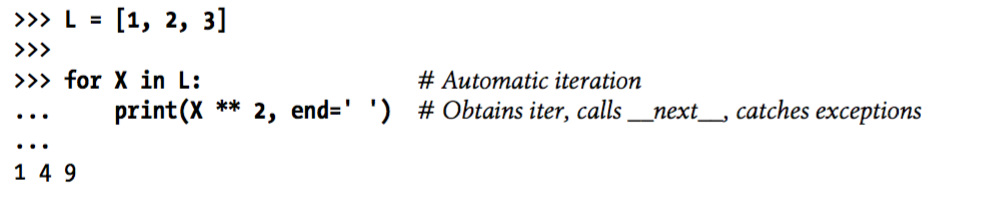 >>> L = [1, 2, 3]
>>>
>>> for X in L:                 # Automatic iteration
...     print(X ** 2, end=' ')  # Obtains iter, calls __next__, catches exceptions
...
1 4 9